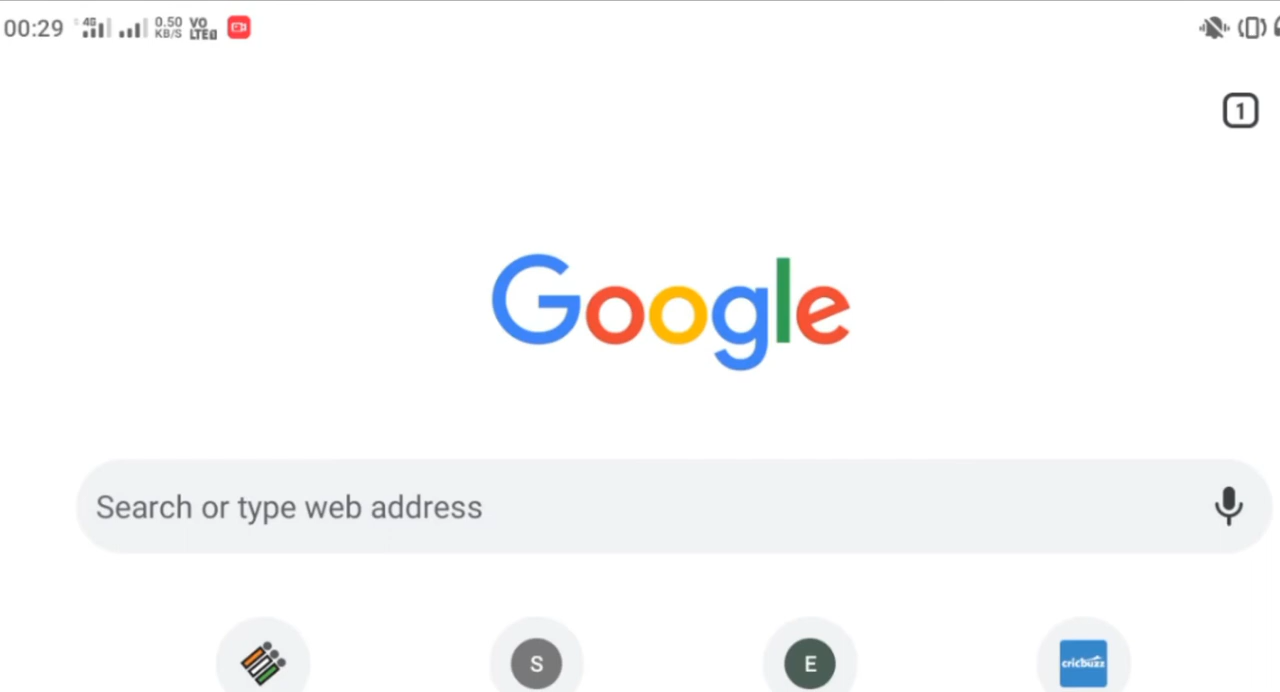 00:29 4G 0.50 KB/S VO LTE
1
Google
Search or type web address
S E cricbuzz